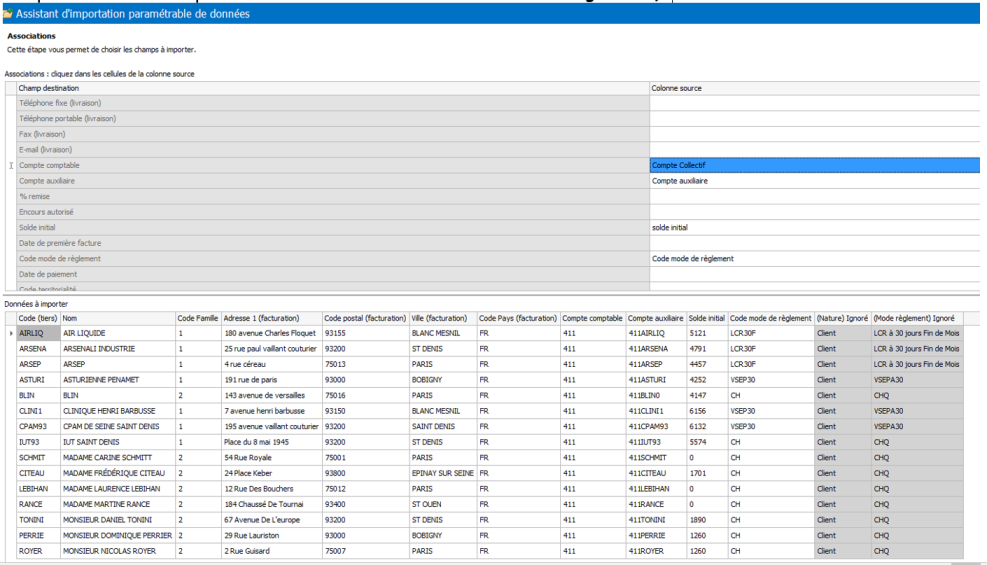 Assistant d'importation paramétrable de données
Associations
Cette étape vous permet de choisir les champs à importer.
Associations : cliquez dans les cellules de la colonne source
Champ destination Colonne source
Téléphone fixe (livraison)
Téléphone portable (livraison)
Fax (livraison)
E-mail (livraison)
Compte comptable Compte Collectif
Compte auxiliaire Compte auxiliaire
% remise
Encours autorisé
Solde initial solde initial
Date de première facture
Code mode de règlement Code mode de règlement
Date de paiement
Code territorialité
Données à importer
Code (tiers) Nom Code Famille Adresse 1 (facturation) Code postal (facturation) Ville (facturation) Code Pays (facturation) Compte comptable Compte auxiliaire Solde initial Code mode de règlement (Nature) Ignoré (Mode règlement) Ignoré
AIRLIQ AIR LIQUIDE 1 180 avenue Charles Floquet 93155 BLANC MESNIL FR 411 411AIRLIQ 5121 LCR30F Client LCR à 30 jours Fin de Mois
ARSENA ARSENALI INDUSTRIE 1 25 rue paul vaillant couturier 93200 ST DENIS FR 411 411ARSENA 4791 LCR30F Client LCR à 30 jours Fin de Mois
ARSEP ARSEP 1 4 rue céreau 75013 PARIS FR 411 411ARSEP 4457 LCR30F Client LCR à 30 jours Fin de Mois
ASTURI ASTURIENNE PENAMET 1 191 rue de paris 93000 BOBIGNY FR 411 411ASTURI 4252 VSEP30 Client VSEPA30
BLIN BLIN 2 143 avenue de versailles 75016 PARIS FR 411 411BLIN0 4147 CH Client CHQ
CLINI1 CLINIQUE HENRI BARBUSSE 1 7 avenue henri barbusse 93150 BLANC MESNIL FR 411 411CLINI1 6156 VSEP30 Client VSEPA30
CPAM93 CPAM DE SEINE SAINT DENIS 1 195 avenue vaillant couturier 93200 SAINT DENIS FR 411 411CPAM93 6132 VSEP30 Client VSEPA30
IUT93 IUT SAINT DENIS 1 Place du 8 mai 1945 93200 ST DENIS FR 411 411IUT93 5574 CH Client CHQ
SCHMIT MADAME CARINE SCHMITT 2 54 Rue Royale 75001 PARIS FR 411 411SCHMIT 0 CH Client CHQ
CITEAU MADAME FRÉDÉRIQUE CITEAU 2 24 Place Keber 93800 EPINAY SUR SEINE FR 411 411CITEAU 1701 CH Client CHQ
LEBIHAN MADAME LAURENCE LEBIHAN 2 12 Rue Des Bouchers 75012 PARIS FR 411 411LEBIHAN 0 CH Client CHQ
RANCE MADAME MARTINE RANCE 2 184 Chaussé De Tournai 93400 ST OUEN FR 411 411RANCE 0 CH Client CHQ
TONINI MONSIEUR DANIEL TONINI 2 67 Avenue De L'europe 93200 ST DENIS FR 411 411TONINI 1890 CH Client CHQ
PERRIE MONSIEUR DOMINIQUE PERRIER 2 29 Rue Lauriston 93000 BOBIGNY FR 411 411PERRIE 1260 CH Client CHQ
ROYER MONSIEUR NICOLAS ROYER 2 2 Rue Guisard 75007 PARIS FR 411 411ROYER 1260 CH Client CHQ